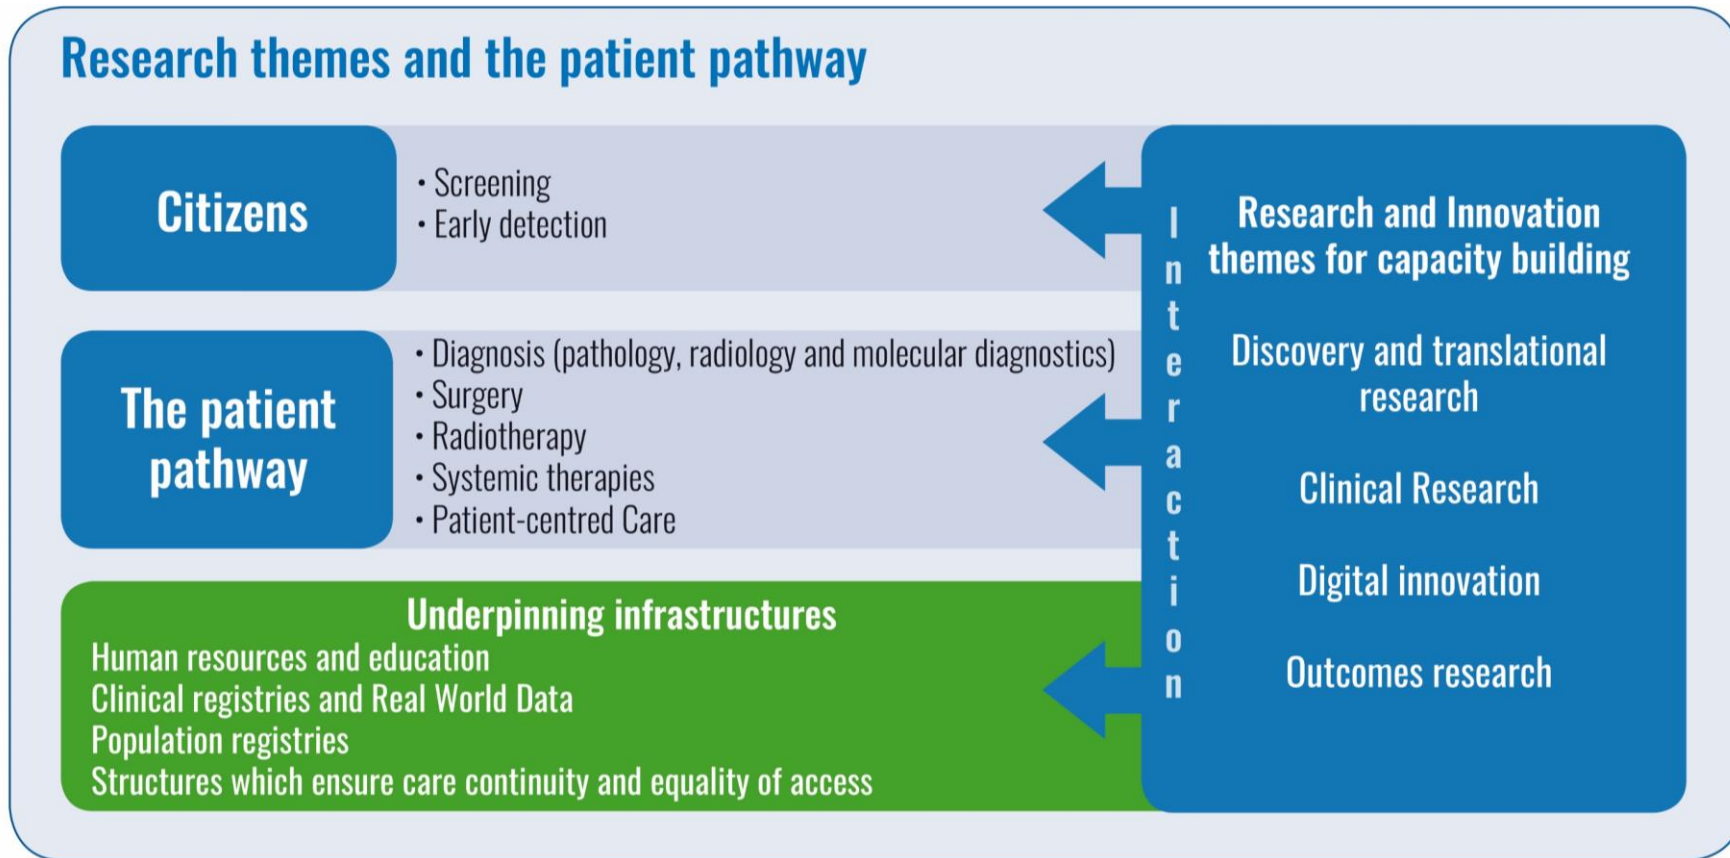 Research themes and the patient pathway
Citizens
• Screening
• Early detection
The patient
pathway
• Diagnosis (pathology, radiology and molecular diagnostics)
• Surgery
• Radiotherapy
• Systemic therapies
• Patient-centred Care
Underpinning infrastructures
Human resources and education
Clinical registries and Real World Data
Population registries
Structures which ensure care continuity and equality of access
Interaction
Research and Innovation
themes for capacity building
Discovery and translational
research
Clinical Research
Digital innovation
Outcomes research